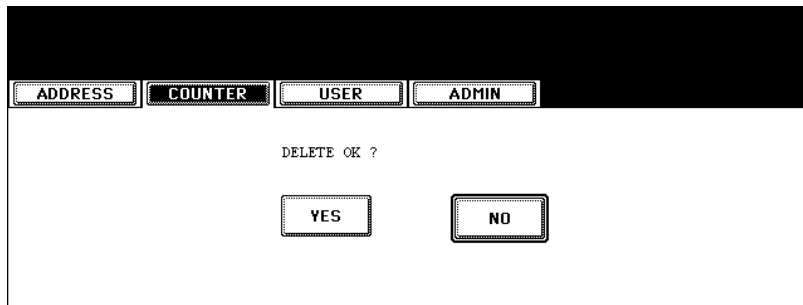 ADDRESS COUNTER USER ADMIN
DELETE OK ?
YES NO